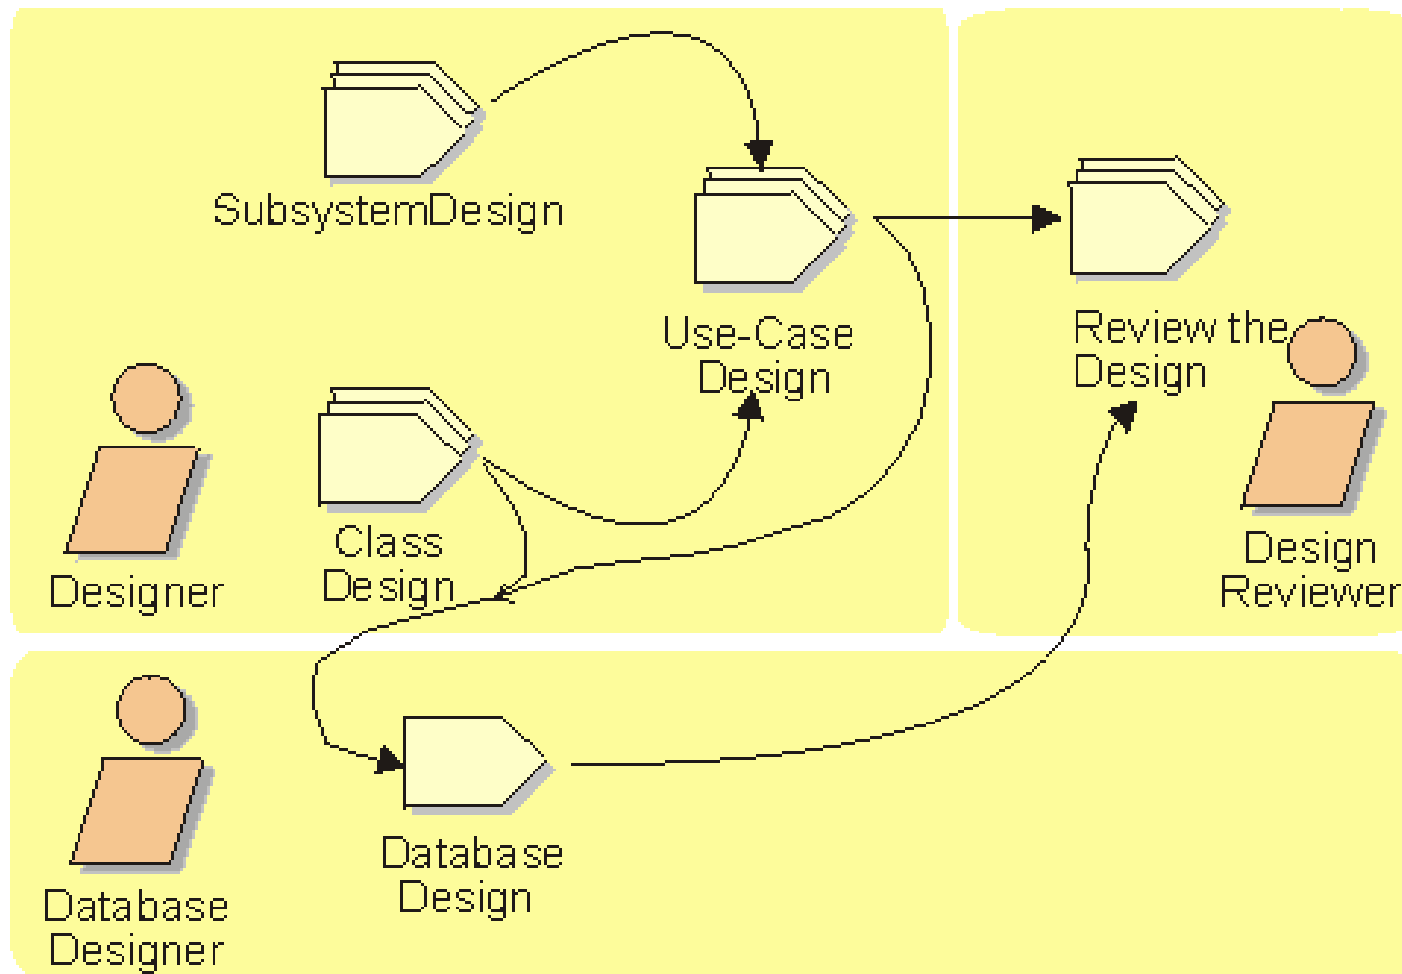 SubsystemDesign
Use-Case
Design
Review the
Design
Class
Design
Designer
Design
Reviewer
Database
Design
Database
Designer